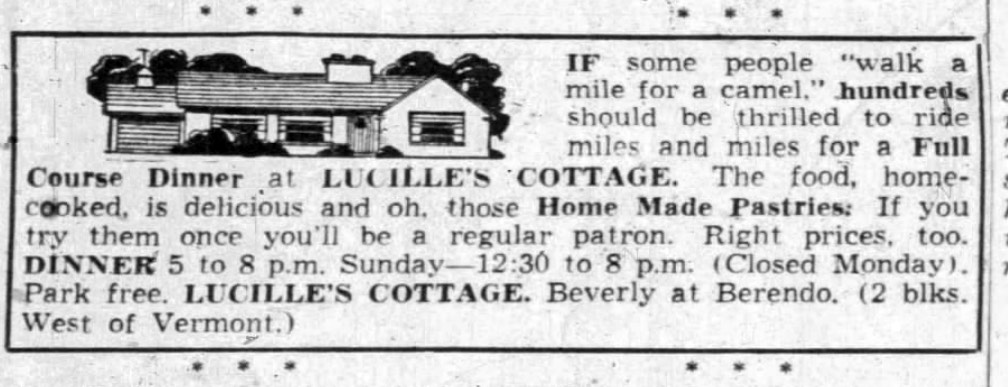 * * *
* * *
IF some people "walk a
mile for a camel," hundreds
should be thrilled to ride
miles and miles for a Full
Course Dinner at LUCILLE'S COTTAGE. The food, home-
cooked, is delicious and oh, those Home Made Pastries: If you
try them once you'll be a regular patron. Right prices, too.
DINNER 5 to 8 p.m. Sunday—12:30 to 8 p.m. (Closed Monday).
Park free. LUCILLE'S COTTAGE. Beverly at Berendo. (2 blks.
West of Vermont.)
* * *
* * *